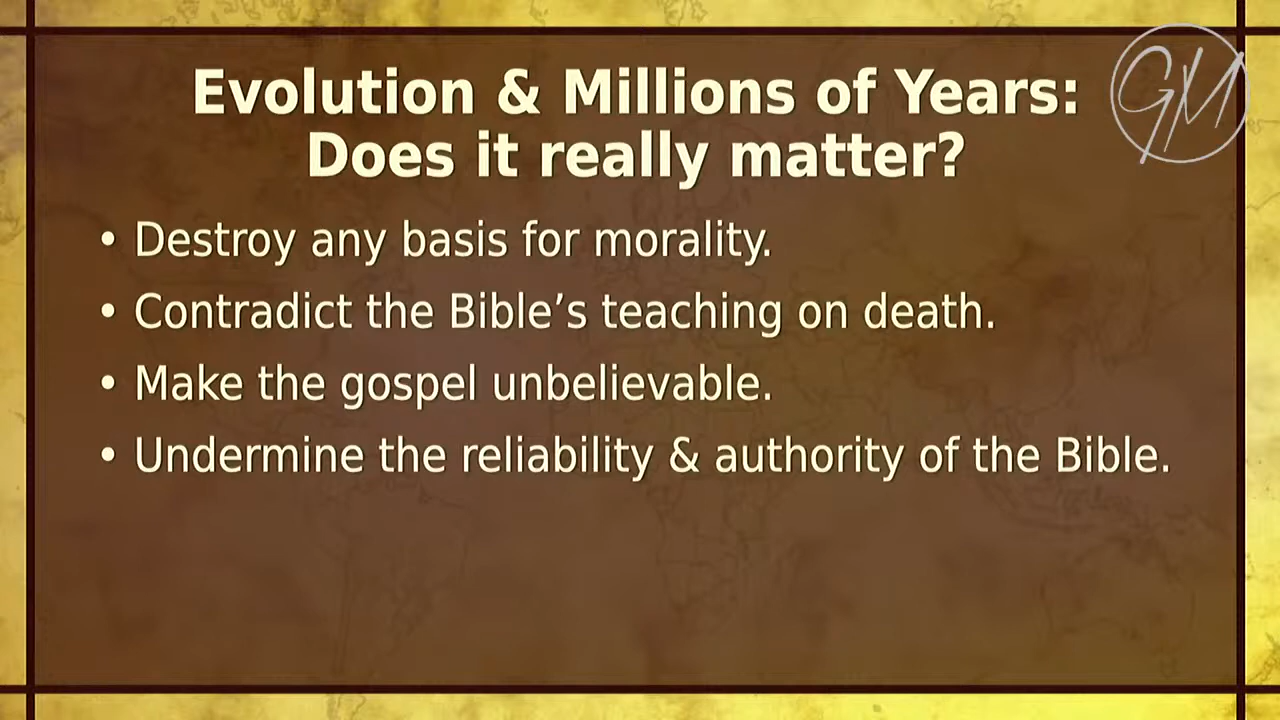 Evolution & Millions of Years:
Does it really matter?
• Destroy any basis for morality.
• Contradict the Bible’s teaching on death.
• Make the gospel unbelievable.
• Undermine the reliability & authority of the Bible.
GM